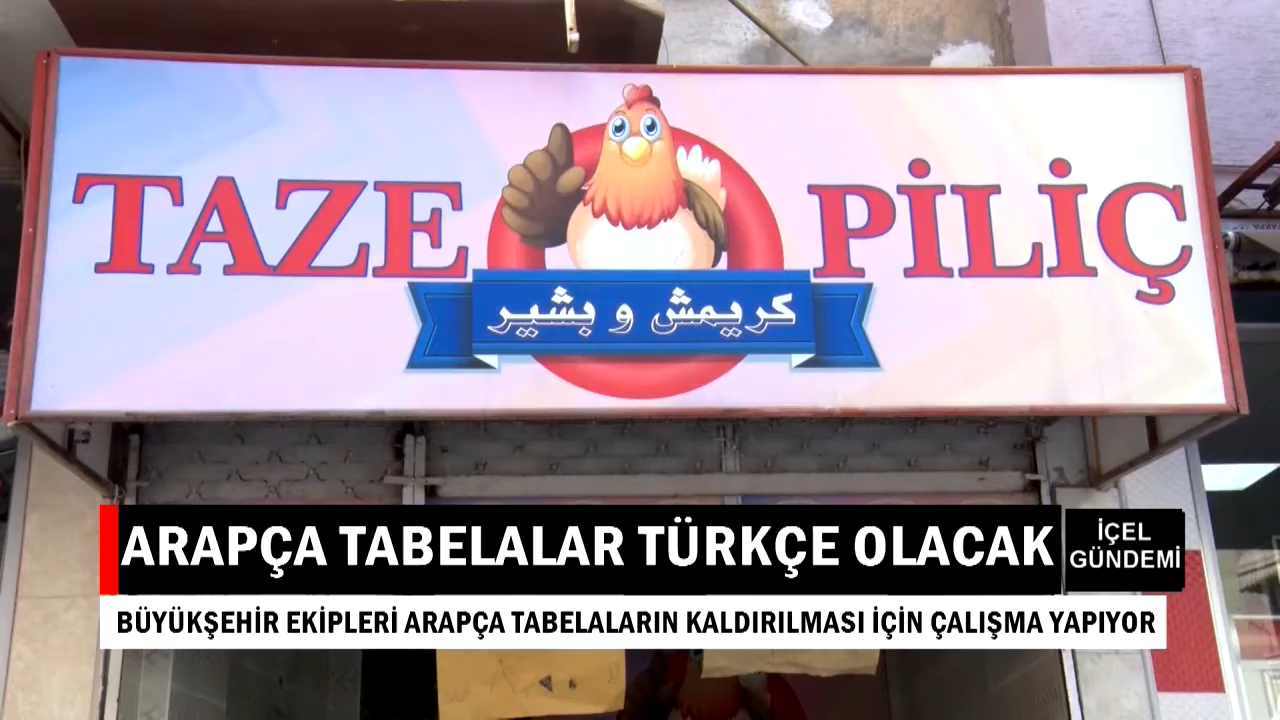 TAZE PİLİÇ
كريمش و بشير
ARAPÇA TABELALAR TÜRKÇE OLACAK
İÇEL
GÜNDEMİ
BÜYÜKŞEHİR EKİPLERİ ARAPÇA TABELALARIN KALDIRILMASI İÇİN ÇALIŞMA YAPIYOR